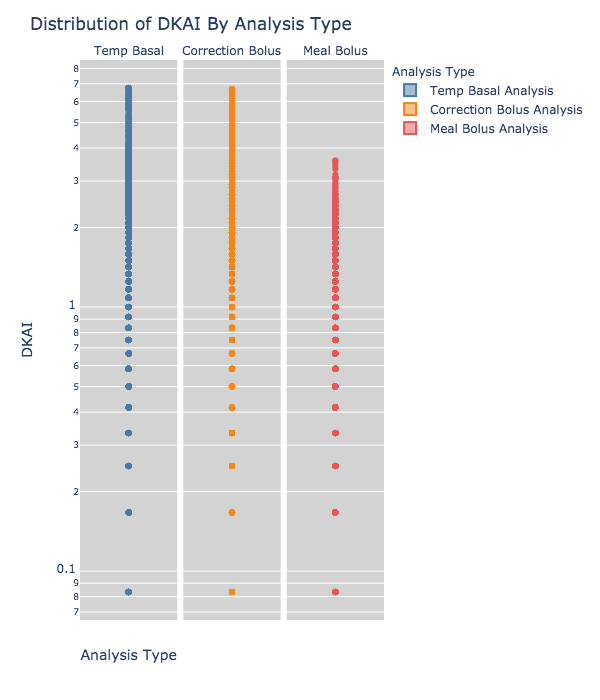 Distribution of DKAI By Analysis Type
Temp Basal Correction Bolus Meal Bolus
Analysis Type
Temp Basal Analysis
Correction Bolus Analysis
Meal Bolus Analysis
8
7
6
5
4
3
2
1
9
8
7
6
5
4
3
2
0.1
9
8
7
DKAI
Analysis Type